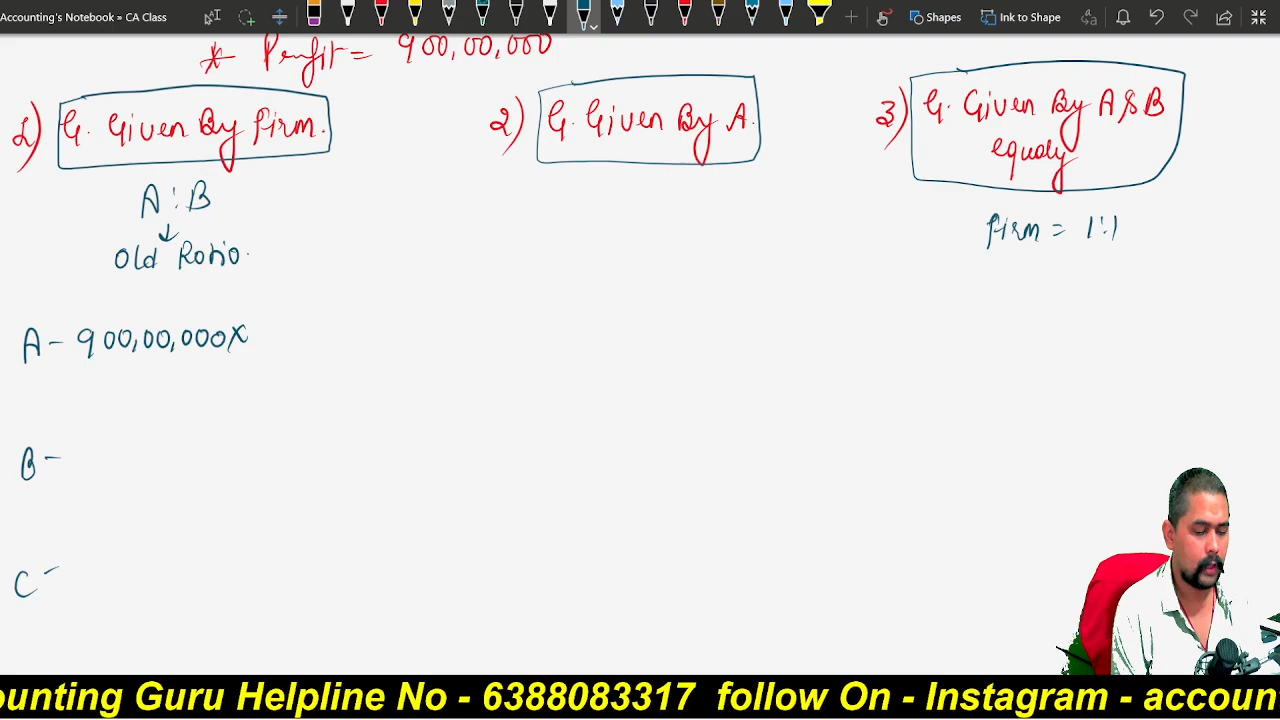 Accounting's Notebook » CA Class
Shapes
Ink to Shape
* Profit = 900,00,000
1) G. Given By firm.
2) G. Given By A.
3) G. Given By A & B
equaly
A : B
Old Ratio.
firm = 1:1
A - 900,00,000 x
B -
C -
ounting Guru Helpline No - 6388083317 follow On - Instagram - accoun